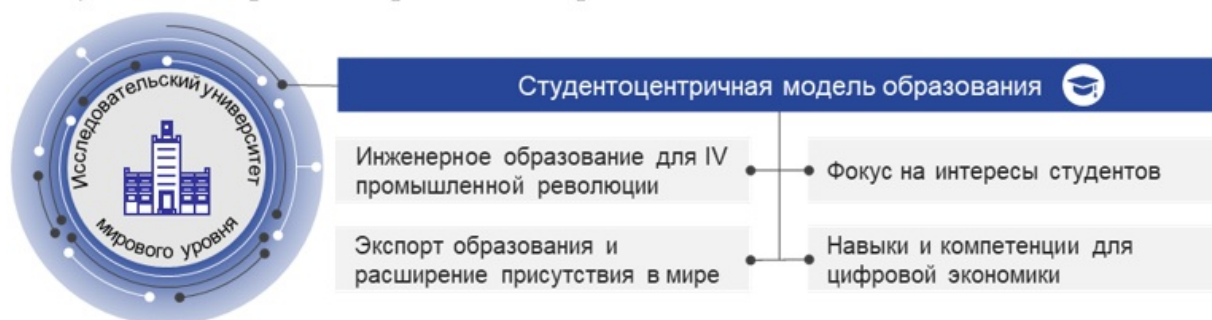 Исследовательский университет
мирового уровня
Студентоцентричная модель образования
Инженерное образование для IV
промышленной революции
Фокус на интересы студентов
Экспорт образования и
расширение присутствия в мире
Навыки и компетенции для
цифровой экономики